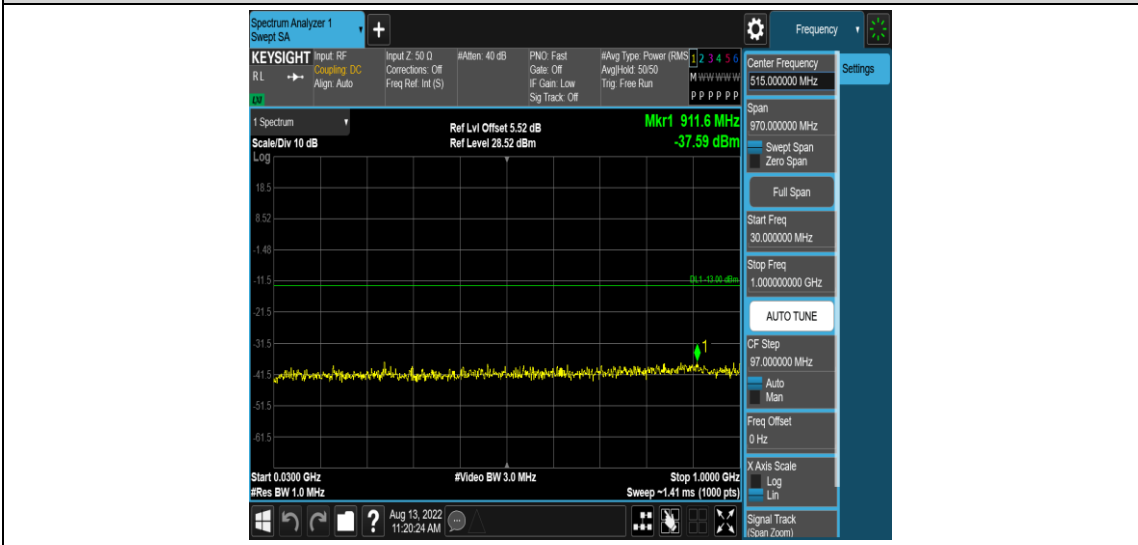 Spectrum Analyzer 1
Swept SA
+
Frequency
KEYSIGHT
RL
LXI
Input: RF
Coupling: DC
Align: Auto
Input Z: 50 Ω
Corrections: Off
Freq Ref: Int (S)
#Atten: 40 dB
PNO: Fast
Gate: Off
IF Gain: Low
Sig Track: Off
#Avg Type: Power (RMS
Avg|Hold: 50/50
Trig: Free Run
1 2 3 4 5 6
M W W W W W
P P P P P P
Center Frequency
515.000000 MHz
Settings
Span
970.000000 MHz
Swept Span
Zero Span
Full Span
Start Freq
30.000000 MHz
Stop Freq
1.000000000 GHz
AUTO TUNE
CF Step
97.000000 MHz
Auto
Man
Freq Offset
0 Hz
X Axis Scale
Log
Lin
Signal Track
(Span Zoom)
1 Spectrum
Scale/Div 10 dB
Log
Ref Lvl Offset 5.52 dB
Ref Level 28.52 dBm
Mkr1 911.6 MHz
-37.59 dBm
18.5
8.52
-1.48
-11.5
DL1 -13.00 dBm
-21.5
-31.5
1
-41.5
-51.5
-61.5
Start 0.0300 GHz
#Video BW 3.0 MHz
Stop 1.0000 GHz
#Res BW 1.0 MHz
Sweep ~1.41 ms (1000 pts)
?
Aug 13, 2022
11:20:24 AM